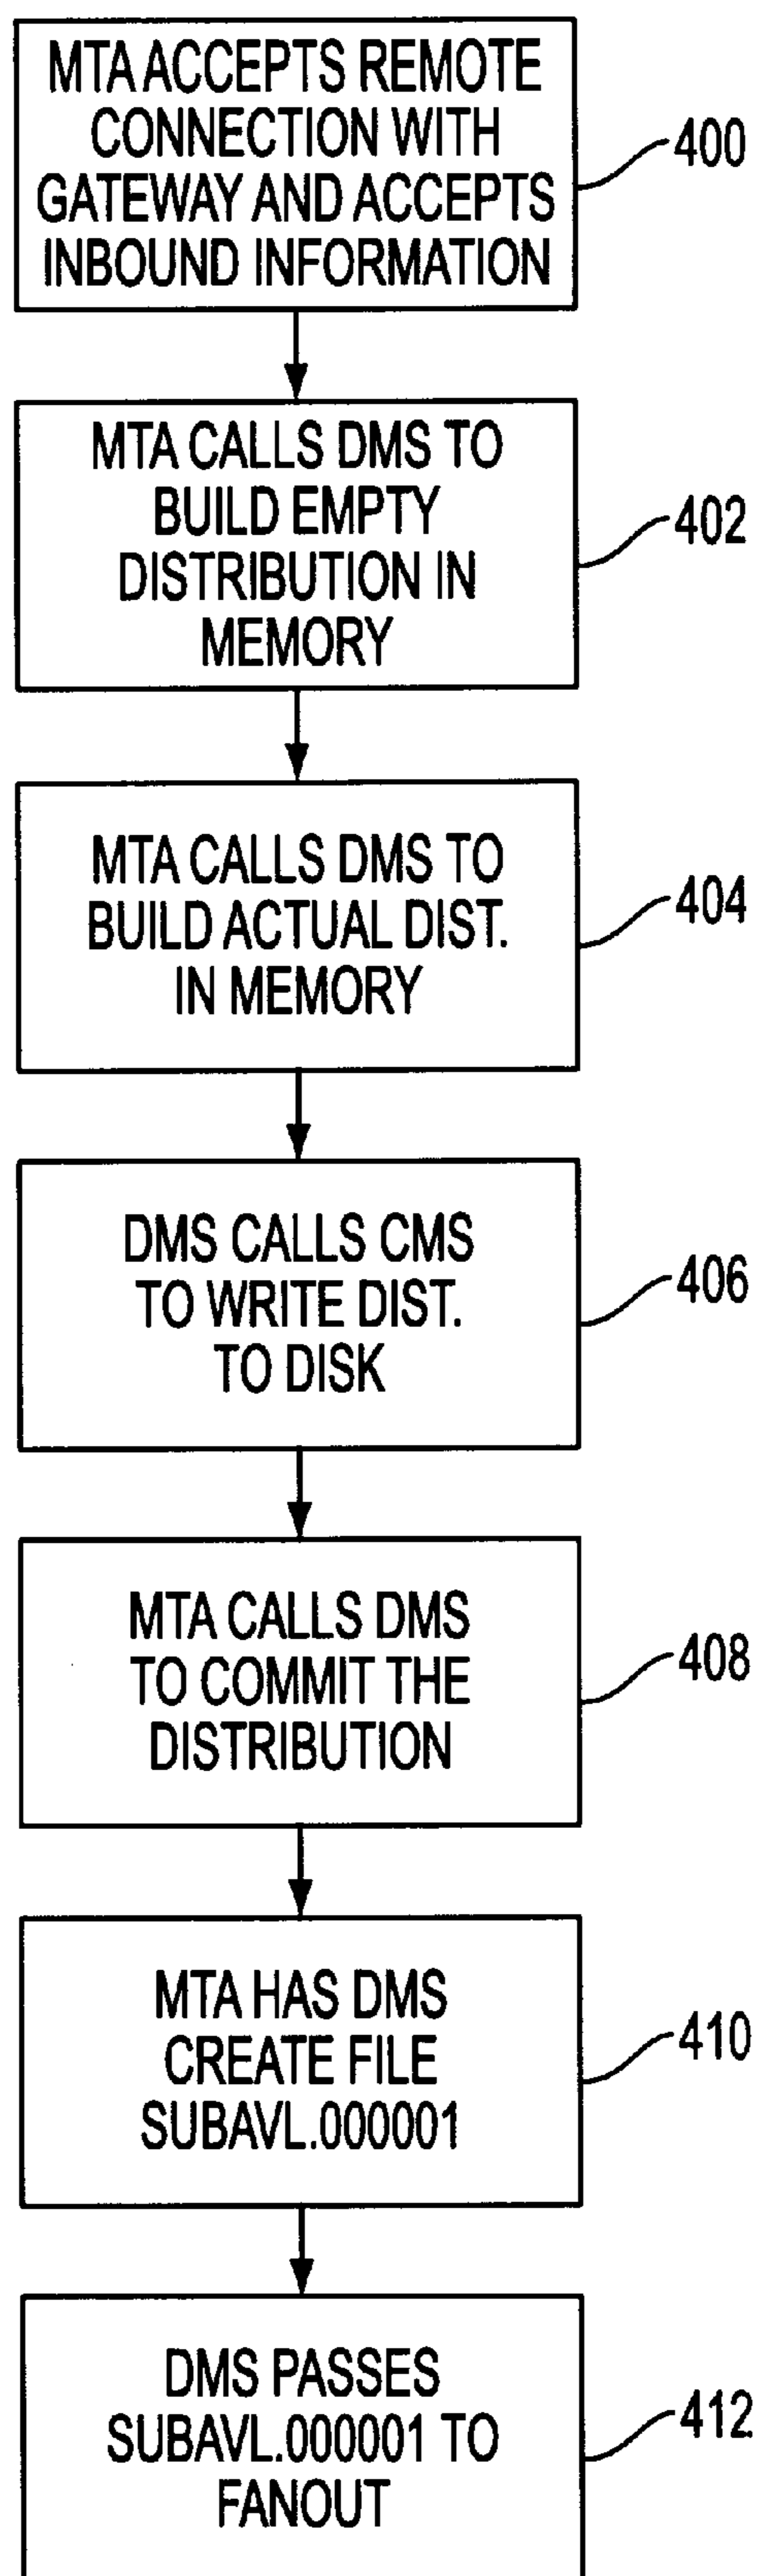 MTA ACCEPTS REMOTE
CONNECTION WITH
GATEWAY AND ACCEPTS
INBOUND INFORMATION
400
MTA CALLS DMS TO
BUILD EMPTY
DISTRIBUTION IN
MEMORY
402
MTA CALLS DMS TO
BUILD ACTUAL DIST.
IN MEMORY
404
DMS CALLS CMS
TO WRITE DIST.
TO DISK
406
MTA CALLS DMS
TO COMMIT THE
DISTRIBUTION
408
MTA HAS DMS
CREATE FILE
SUBAVL.000001
410
DMS PASSES
SUBAVL.000001 TO
FANOUT
412